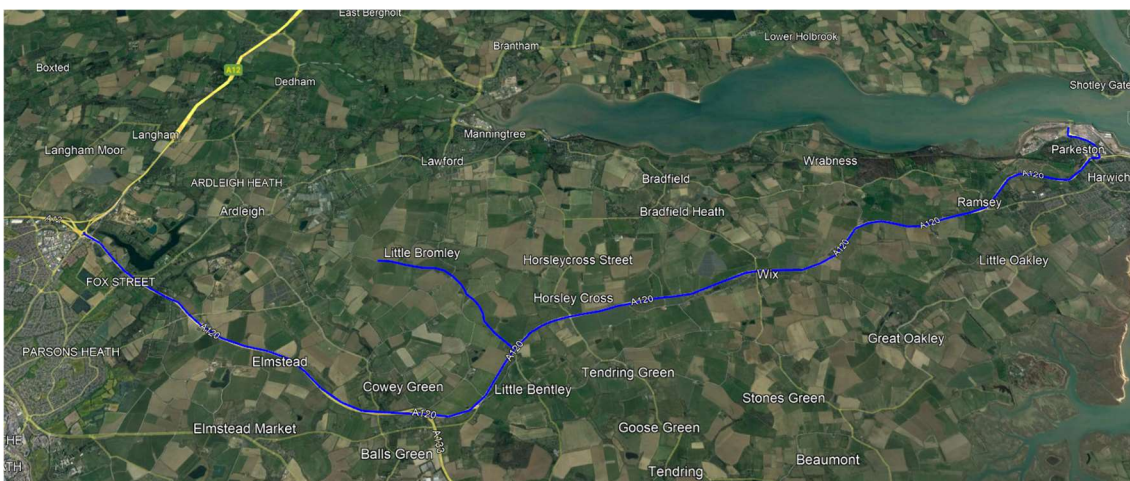 East Bergholt
Boxted
A12
Dedham
Brantham
Lower Holbrook
Shotley Gate
Langham
Manningtree
Langham Moor
Lawford
Wrabness
Parkeston
ARDLEIGH HEATH
Bradfield
A120
Harwich
Ardleigh
Bradfield Heath
Ramsey
A12
A120
A120
Little Bromley
Horsleycross Street
Little Oakley
FOX STREET
Wix
Horsley Cross
A120
A120
Great Oakley
PARSONS HEATH
Elmstead
A120
Cowey Green
Little Bentley
Tendring Green
Stones Green
A120
Elmstead Market
A133
Goose Green
Balls Green
Beaumont
Tendring